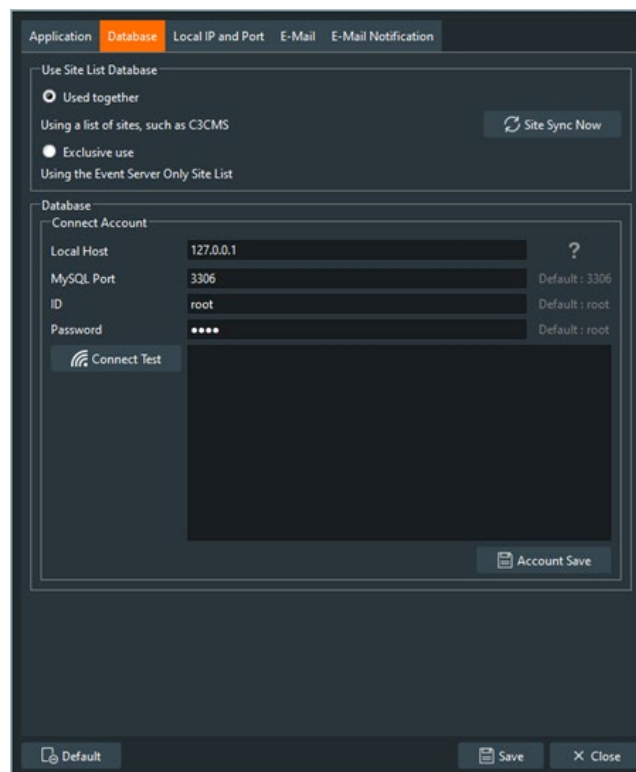 Application Database Local IP and Port E-Mail E-Mail Notification
Use Site List Database
Used together
Using a list of sites, such as C3CMS
Site Sync Now
Exclusive use
Using the Event Server Only Site List
Database
Connect Account
Local Host 127.0.0.1 ?
MySQL Port 3306 Default : 3306
ID root Default : root
Password •••• Default : root
Connect Test
Account Save
Default Save Close